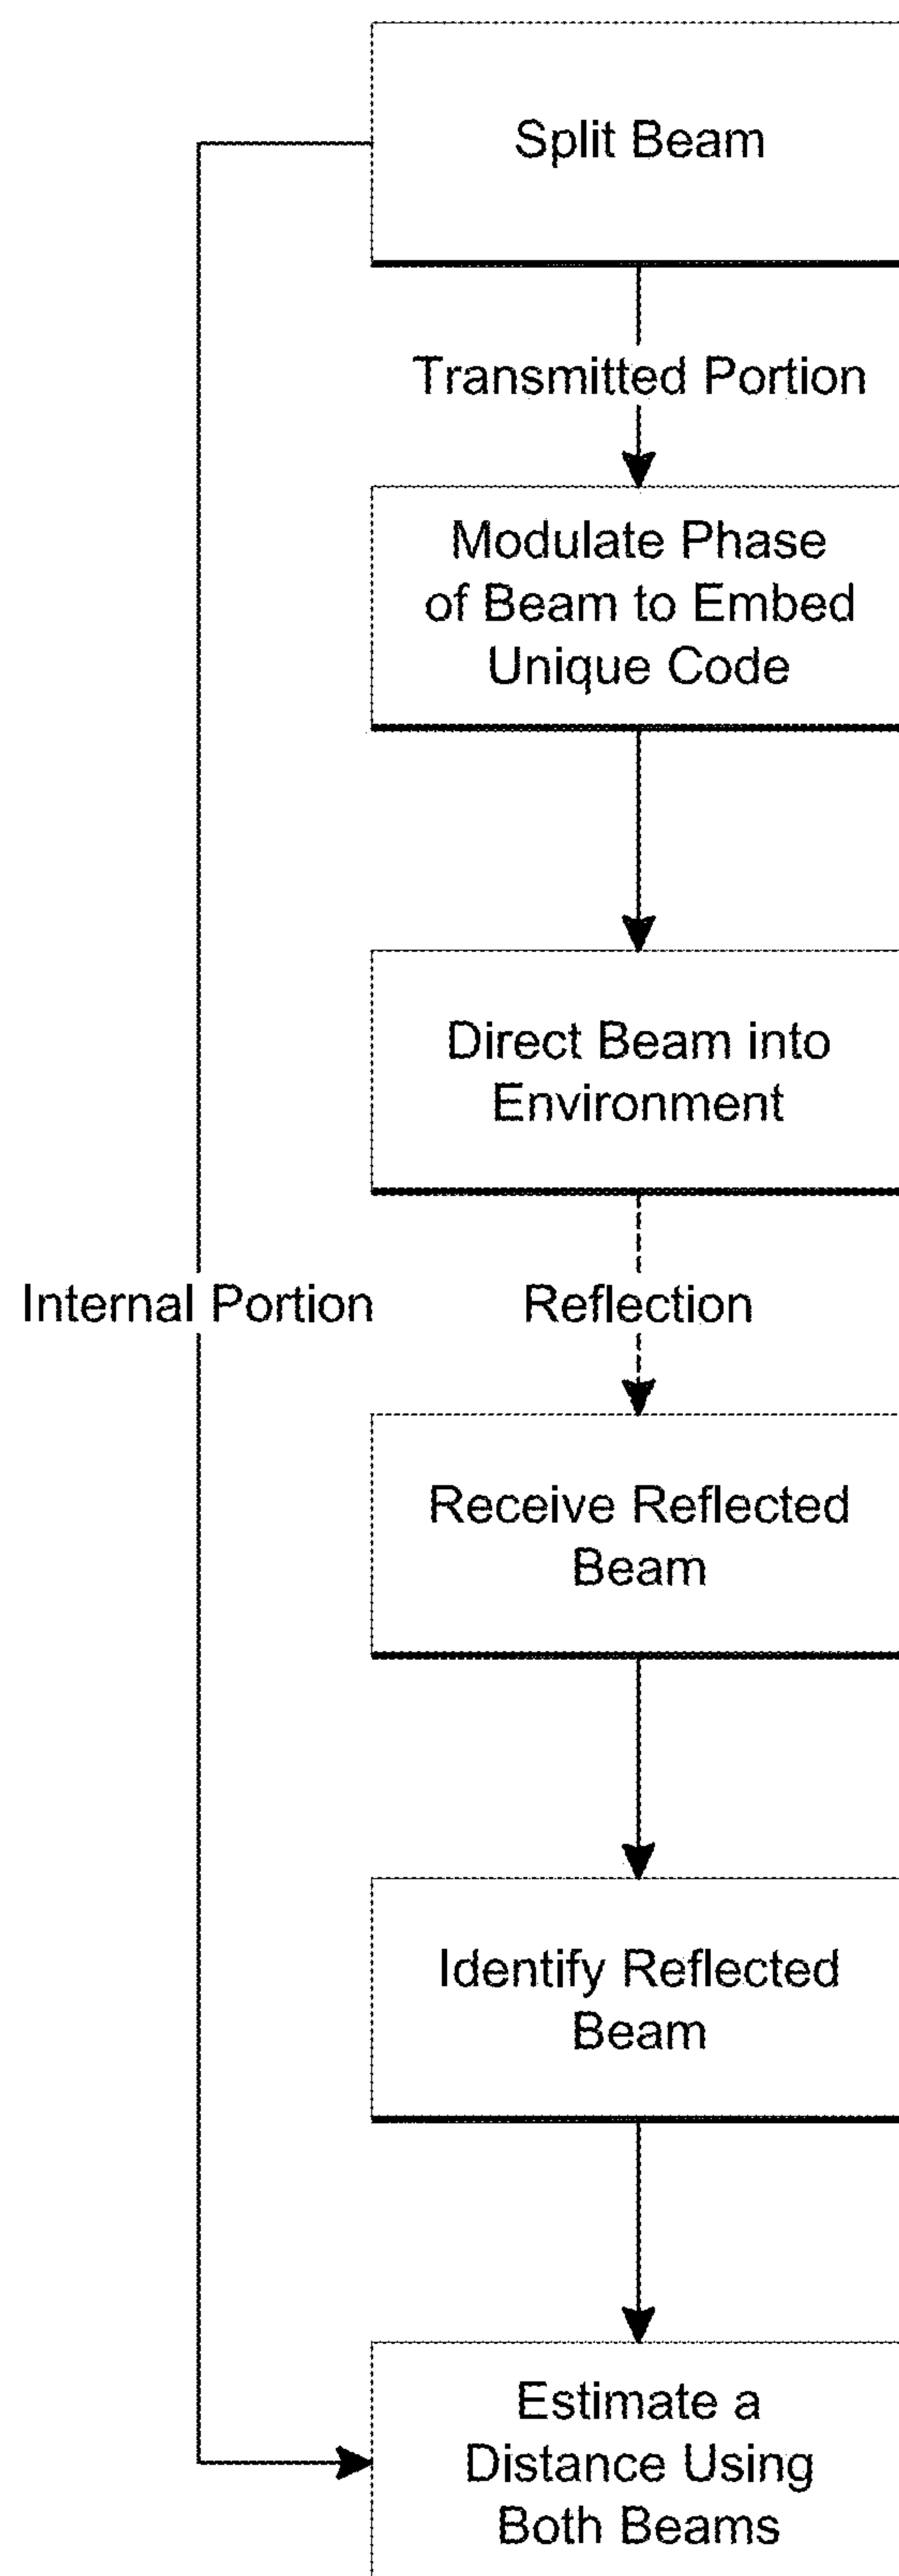 Split Beam
Transmitted Portion
Modulate Phase
of Beam to Embed
Unique Code
Direct Beam into
Environment
Internal Portion
Reflection
Receive Reflected
Beam
Identify Reflected
Beam
Estimate a
Distance Using
Both Beams